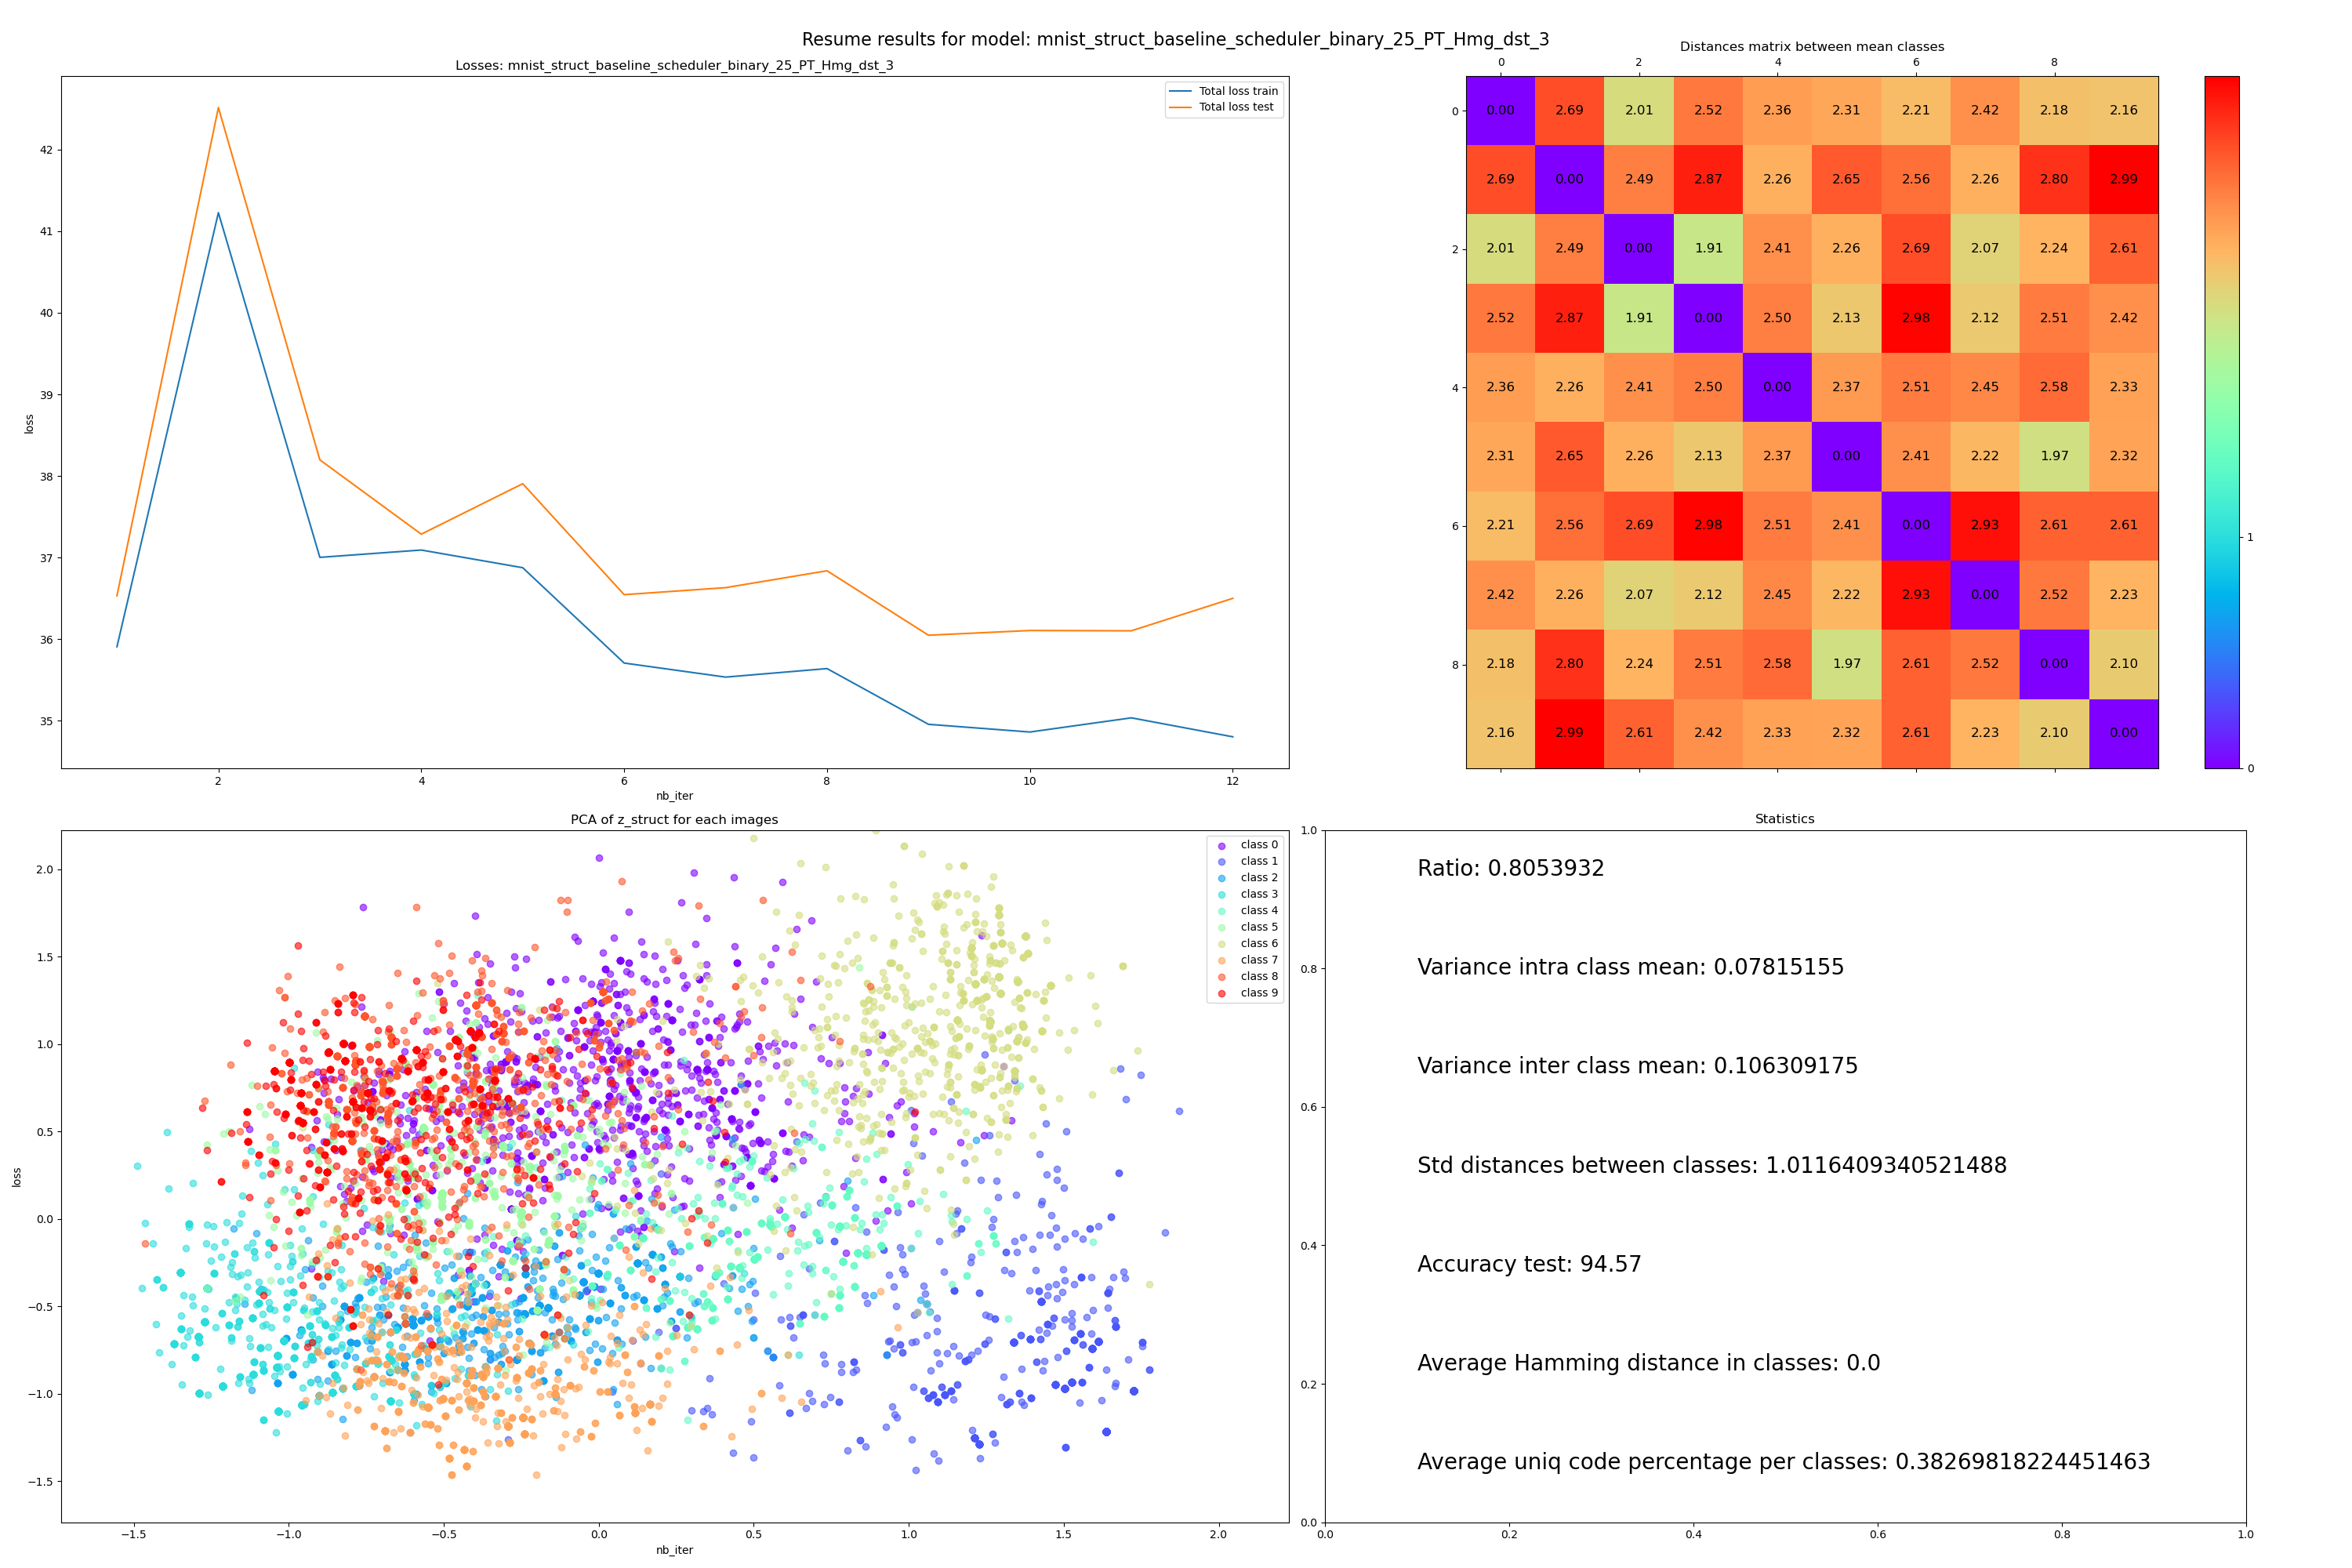 Resume results for model: mnist_struct_baseline_scheduler_binary_25_PT_Hmg_dst_3
Losses: mnist_struct_baseline_scheduler_binary_25_PT_Hmg_dst_3
Total loss train
Total loss test
42
41
40
39
38
37
36
35
loss
2 4 6 8 10 12
nb_iter
Distances matrix between mean classes
0 2 4 6 8
0 0.00 2.69 2.01 2.52 2.36 2.31 2.21 2.42 2.18 2.16
2.69 0.00 2.49 2.87 2.26 2.65 2.56 2.26 2.80 2.99
2 2.01 2.49 0.00 1.91 2.41 2.26 2.69 2.07 2.24 2.61
2.52 2.87 1.91 0.00 2.50 2.13 2.98 2.12 2.51 2.42
4 2.36 2.26 2.41 2.50 0.00 2.37 2.51 2.45 2.58 2.33
2.31 2.65 2.26 2.13 2.37 0.00 2.41 2.22 1.97 2.32
6 2.21 2.56 2.69 2.98 2.51 2.41 0.00 2.93 2.61 2.61
2.42 2.26 2.07 2.12 2.45 2.22 2.93 0.00 2.52 2.23
8 2.18 2.80 2.24 2.51 2.58 1.97 2.61 2.52 0.00 2.10
2.16 2.99 2.61 2.42 2.33 2.32 2.61 2.23 2.10 0.00
1
0
PCA of z_struct for each images
class 0
class 1
class 2
class 3
class 4
class 5
class 6
class 7
class 8
class 9
2.0
1.5
1.0
0.5
0.0
−0.5
−1.0
−1.5
loss
−1.5 −1.0 −0.5 0.0 0.5 1.0 1.5 2.0
nb_iter
Statistics
1.0
0.8
0.6
0.4
0.2
0.0
Ratio: 0.8053932
Variance intra class mean: 0.07815155
Variance inter class mean: 0.106309175
Std distances between classes: 1.0116409340521488
Accuracy test: 94.57
Average Hamming distance in classes: 0.0
Average uniq code percentage per classes: 0.38269818224451463
0.0 0.2 0.4 0.6 0.8 1.0